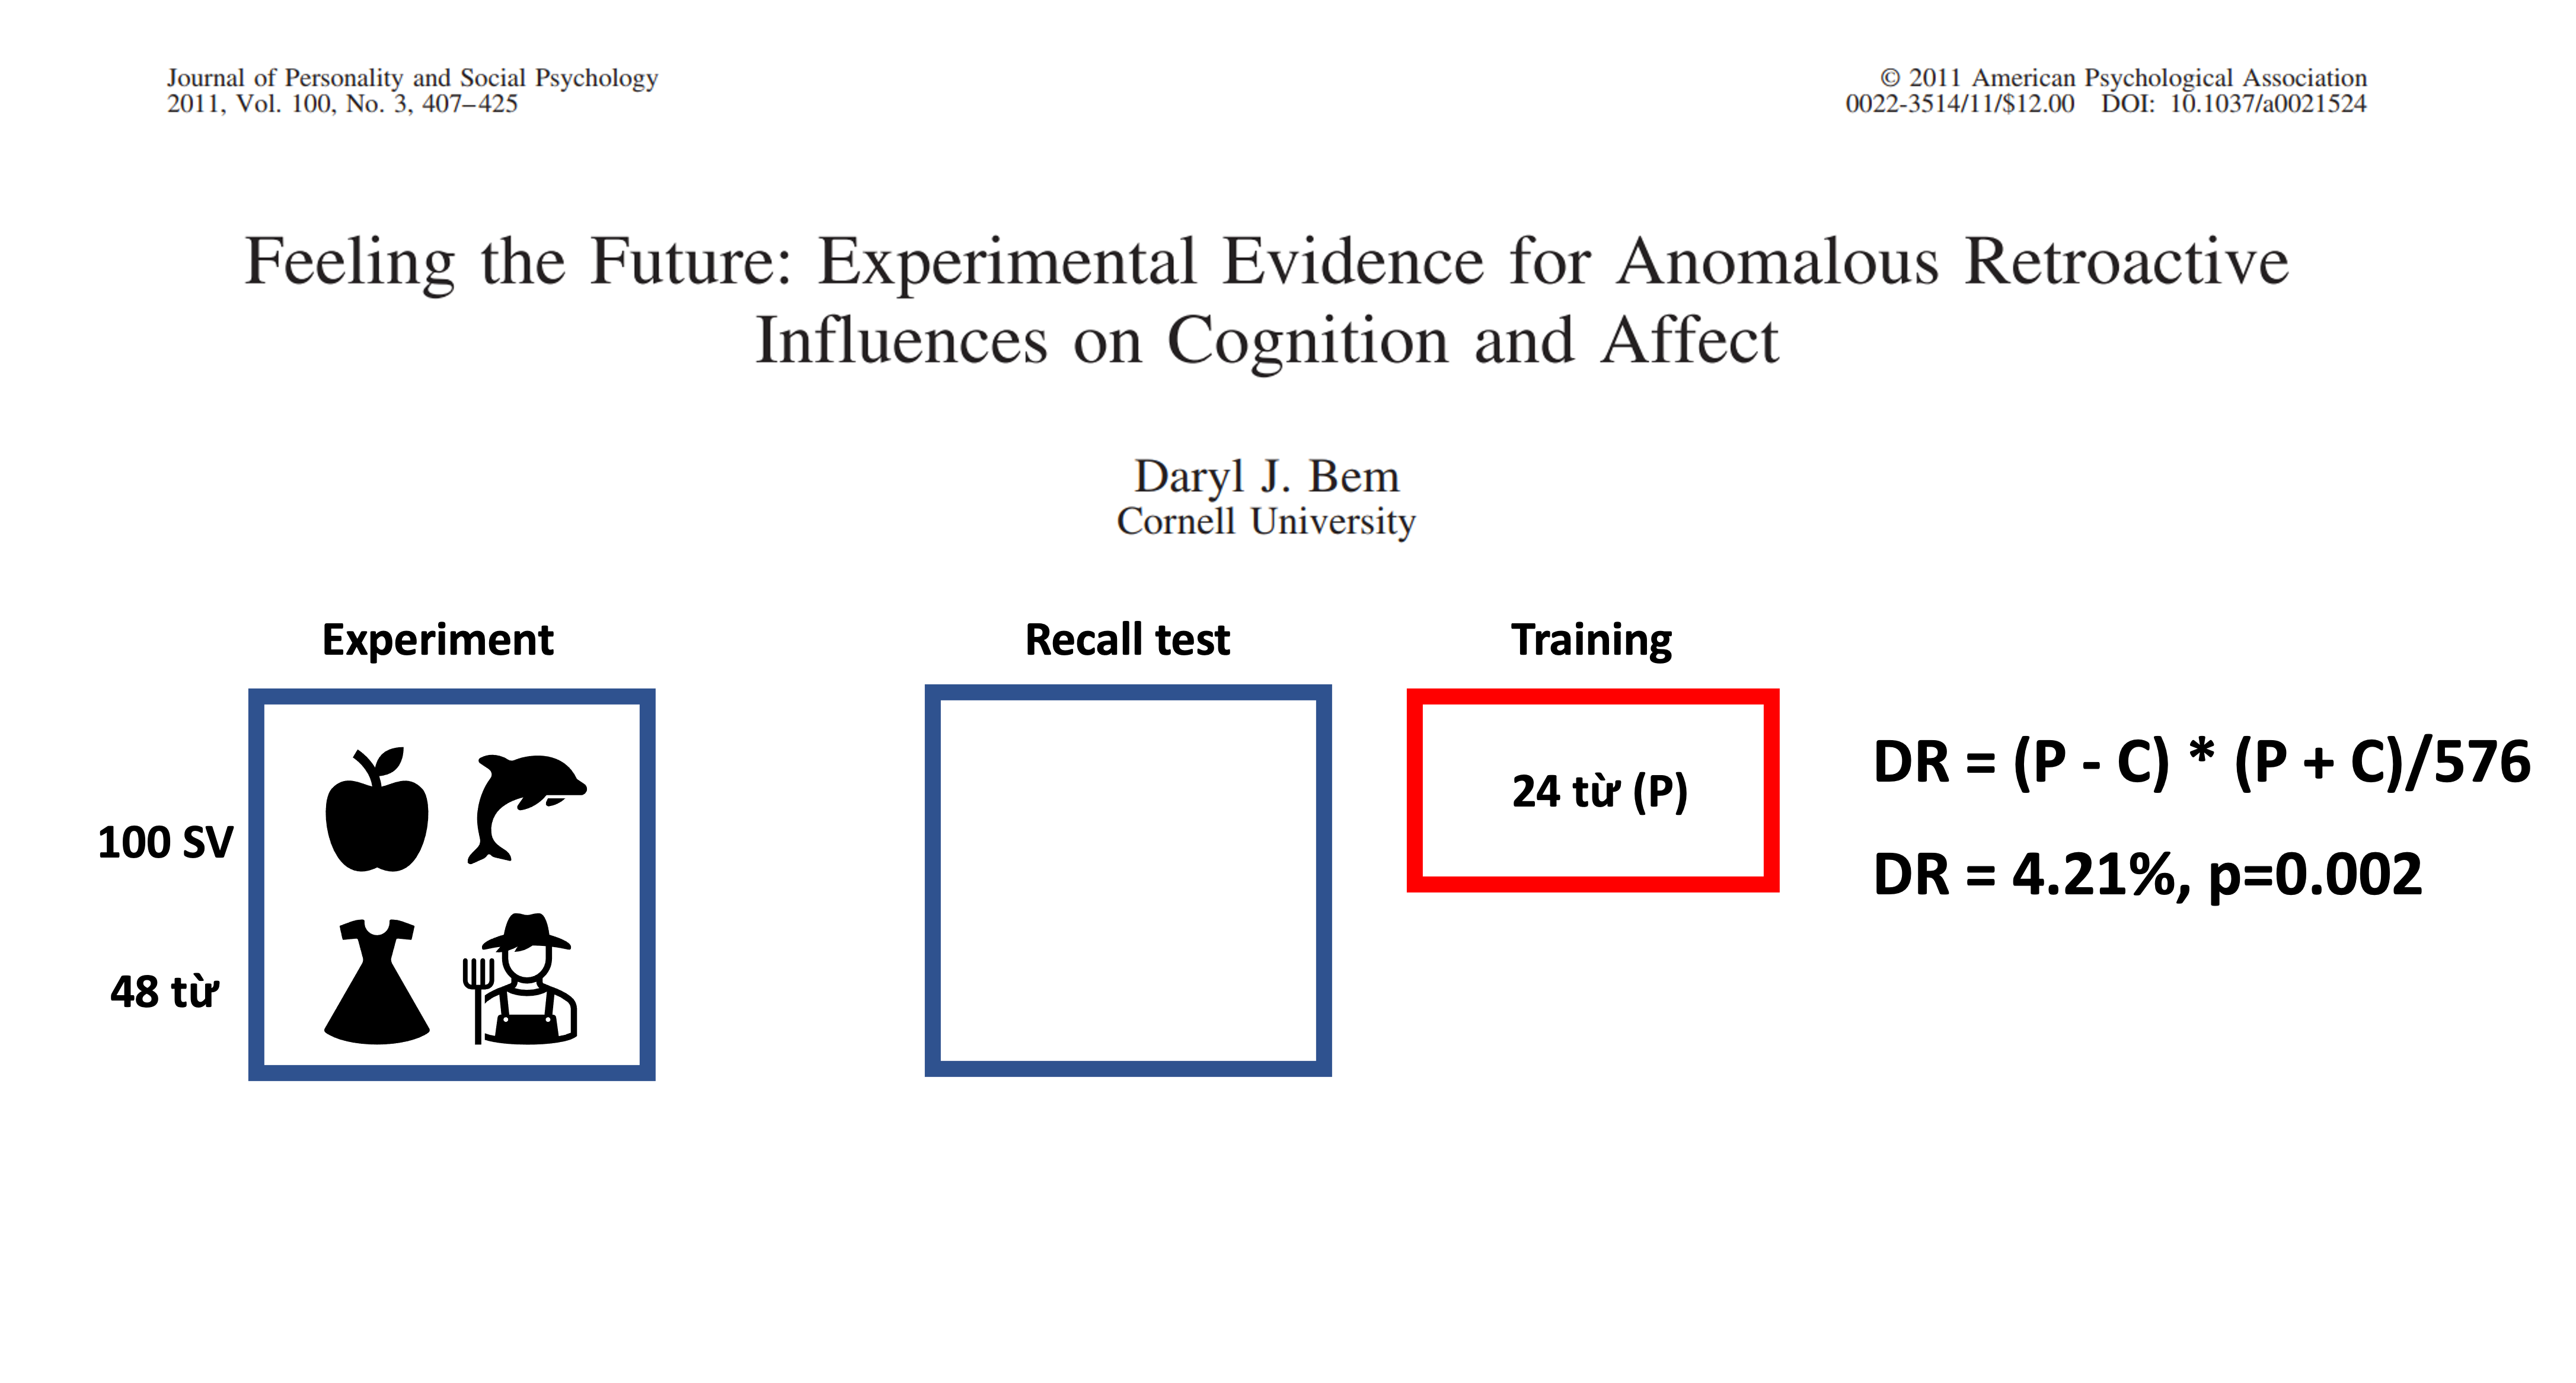 Journal of Personality and Social Psychology
2011, Vol. 100, No. 3, 407–425
© 2011 American Psychological Association
0022-3514/11/$12.00 DOI: 10.1037/a0021524
Feeling the Future: Experimental Evidence for Anomalous Retroactive
Influences on Cognition and Affect
Daryl J. Bem
Cornell University
Experiment
Recall test
Training
100 SV
48 từ
24 từ (P)
DR = (P - C) * (P + C)/576
DR = 4.21%, p=0.002